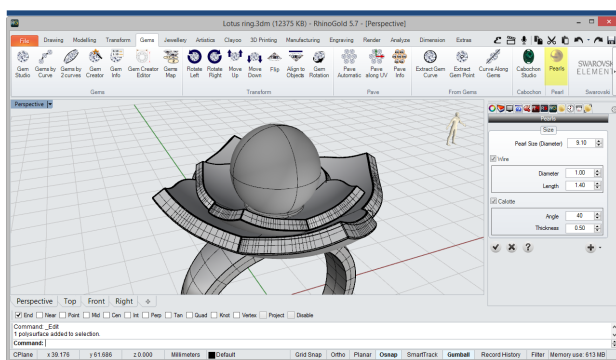 Lotus ring.3dm (12375 KB) - RhinoGold 5.7 - [Perspective]
File Drawing Modelling Transform Gems Jewellery Artistics Clayoo 3D Printing Manufacturing Engraving Render Analyze Dimension Extras
Gem Studio Gems by Curve Gems by 2 curves Gem Creator Gem Info Gem Creator Editor Gems Map Rotate Left Rotate Right Move Up Move Down Flip Align to Objects Gem Rotation Pave Automatic Pave along UV Pave Info Extract Gem Curve Extract Gem Point Curve Along Gems Cabochon Studio Pearls SWAROVSKI ELEMEN
Gems Transform Pave From Gems Cabochon Pearl Swarovski
Perspective
Pearls
Size
Pearl Size (Diameter) 9.10
Wire
Diameter 1.00
Length 1.40
Calotte
Angle 40
Thickness 0.50
Perspective Top Front Right
End Near Point Mid Cen Int Perp Tan Quad Knot Vertex Project Disable
Command: _Edit
1 polysurface added to selection.
Command:
CPlane x 39.176 y 61.686 z 0.000 Millimeters Default Grid Snap Ortho Planar Osnap SmartTrack Gumball Record History Filter Memory use: 613 MB